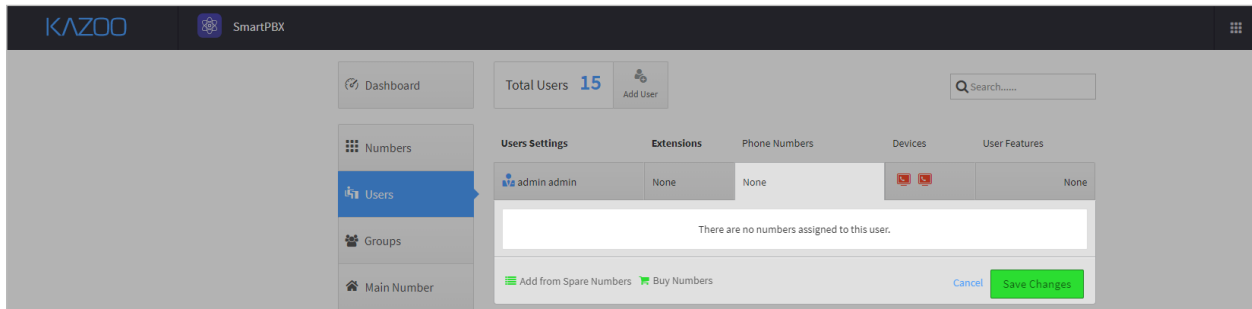 KAZOO SmartPBX
Dashboard
Total Users 15
Add User
Search......
Numbers
Users Settings Extensions Phone Numbers Devices User Features
admin admin None None None
Users
There are no numbers assigned to this user.
Groups
Add from Spare Numbers Buy Numbers Cancel Save Changes
Main Number